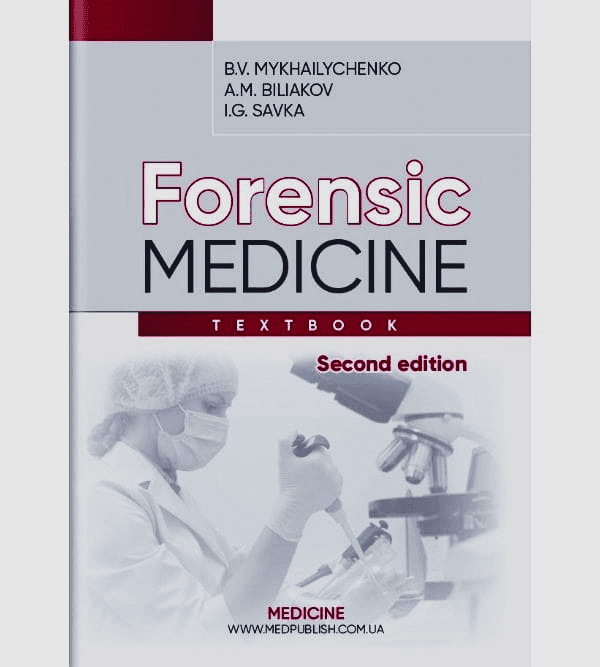 B.V. MYKHAILYCHENKO
A.M. BILIAKOV
I.G. SAVKA
Forensic
MEDICINE
TEXTBOOK
Second edition
MEDICINE
WWW.MEDPUBLISH.COM.UA